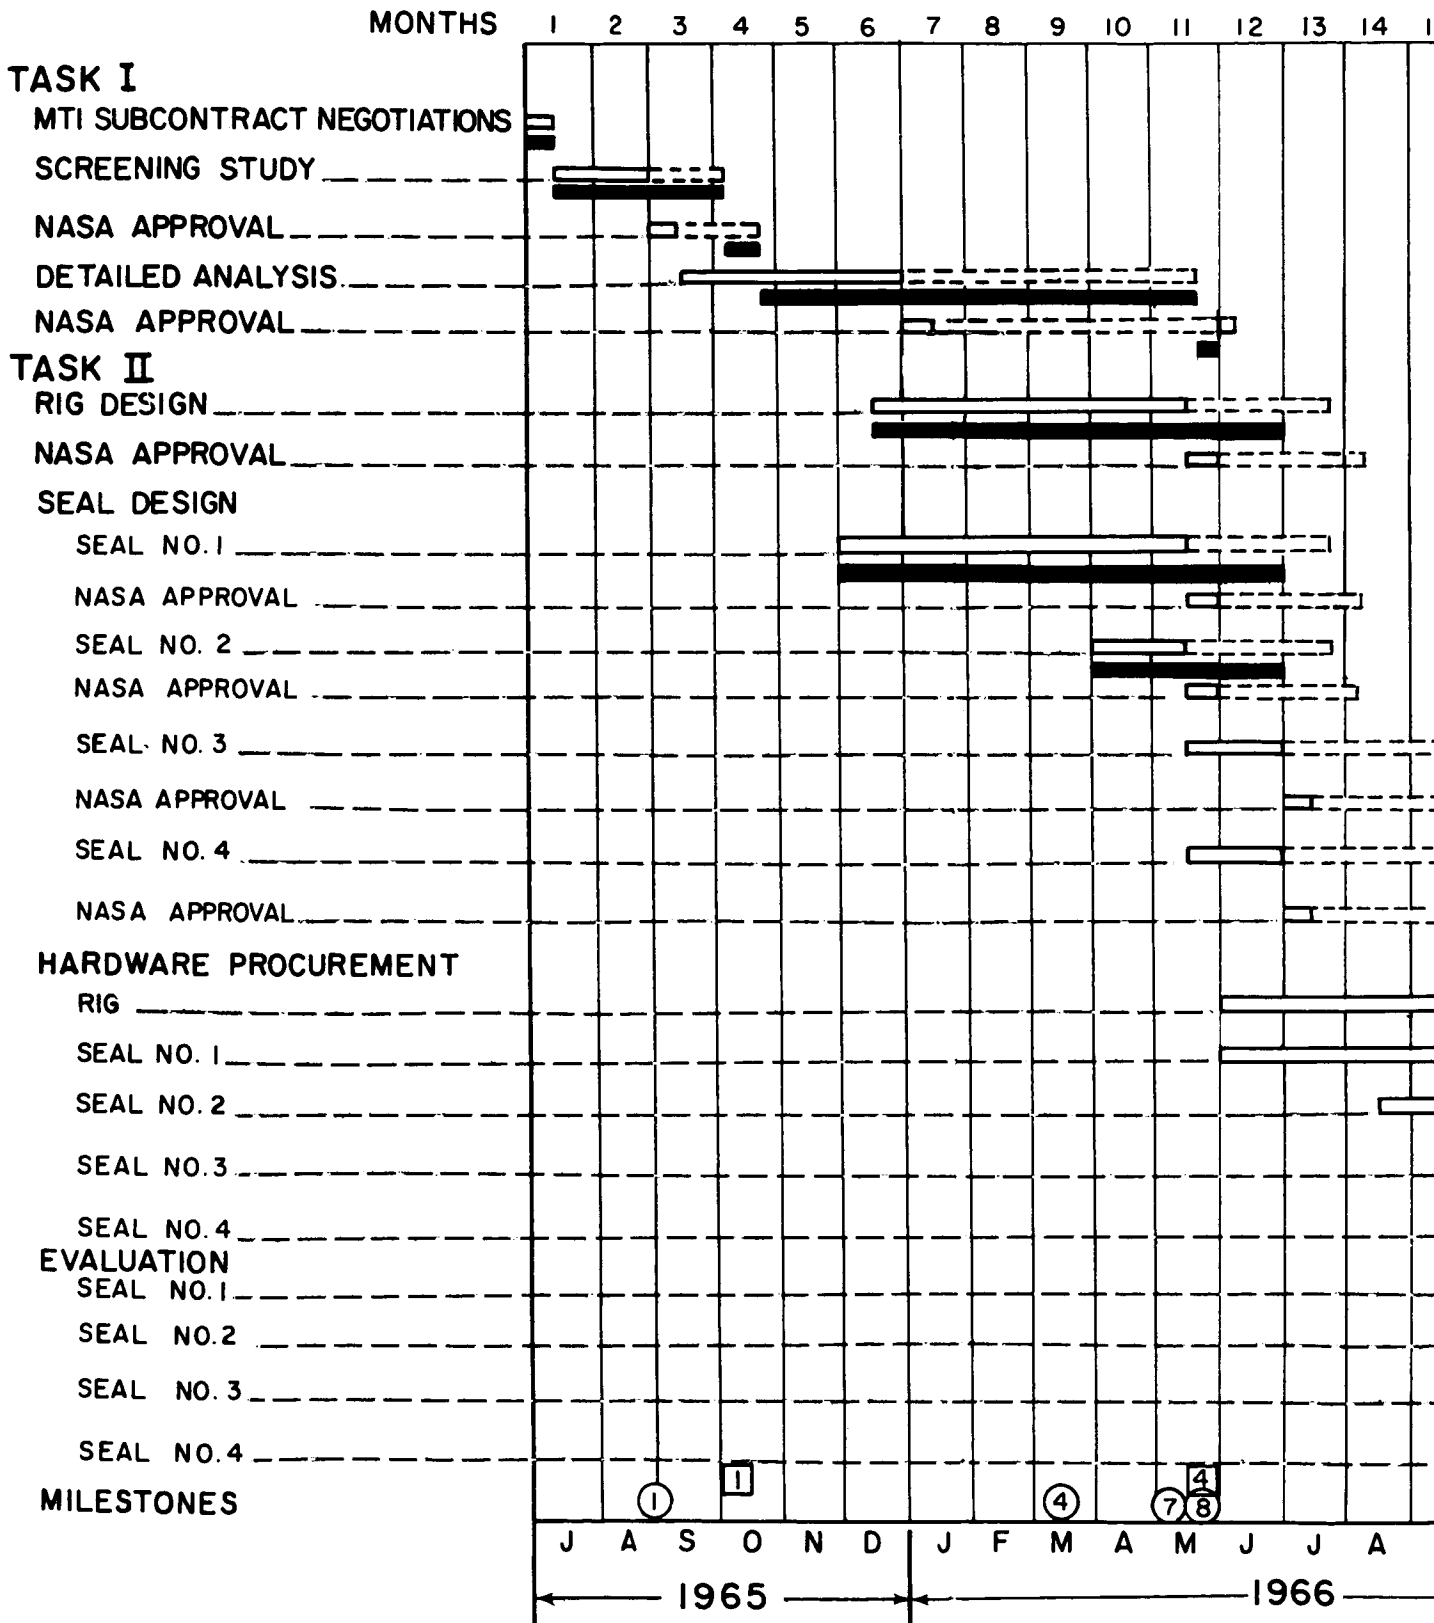 MONTHS 1 2 3 4 5 6 7 8 9 10 11 12 13 14 1
TASK I
MTI SUBCONTRACT NEGOTIATIONS
SCREENING STUDY
NASA APPROVAL
DETAILED ANALYSIS
NASA APPROVAL
TASK II
RIG DESIGN
NASA APPROVAL
SEAL DESIGN
SEAL NO. 1
NASA APPROVAL
SEAL NO. 2
NASA APPROVAL
SEAL NO. 3
NASA APPROVAL
SEAL NO. 4
NASA APPROVAL
HARDWARE PROCUREMENT
RIG
SEAL NO. 1
SEAL NO. 2
SEAL NO. 3
SEAL NO. 4
EVALUATION
SEAL NO. 1
SEAL NO. 2
SEAL NO. 3
SEAL NO. 4
1 4
MILESTONES 1 4 7 8
J A S O N D J F M A M J J A
1965 1966